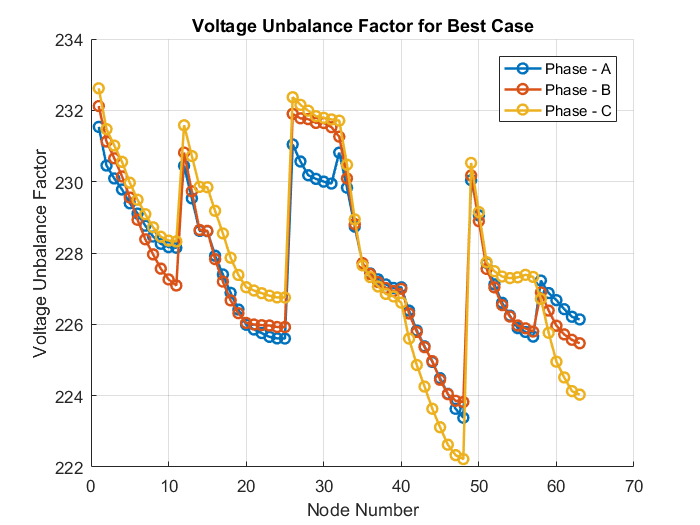 Voltage Unbalance Factor for Best Case
234
232
230
228
226
224
222
Voltage Unbalance Factor
Phase - A
Phase - B
Phase - C
0 10 20 30 40 50 60 70
Node Number